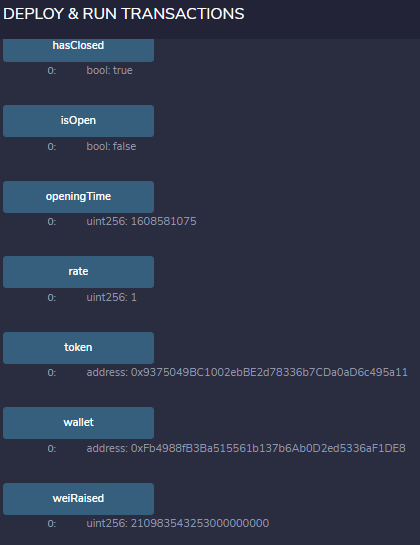 DEPLOY & RUN TRANSACTIONS
hasClosed
0: bool: true
isOpen
0: bool: false
openingTime
0: uint256: 1608581075
rate
0: uint256: 1
token
0: address: 0x9375049BC1002ebBE2d78336b7CDa0aD6c495a11
wallet
0: address: 0xFb4988fB3Ba515561b137b6Ab0D2ed5336aF1DE8
weiRaised
0: uint256: 210983543253000000000